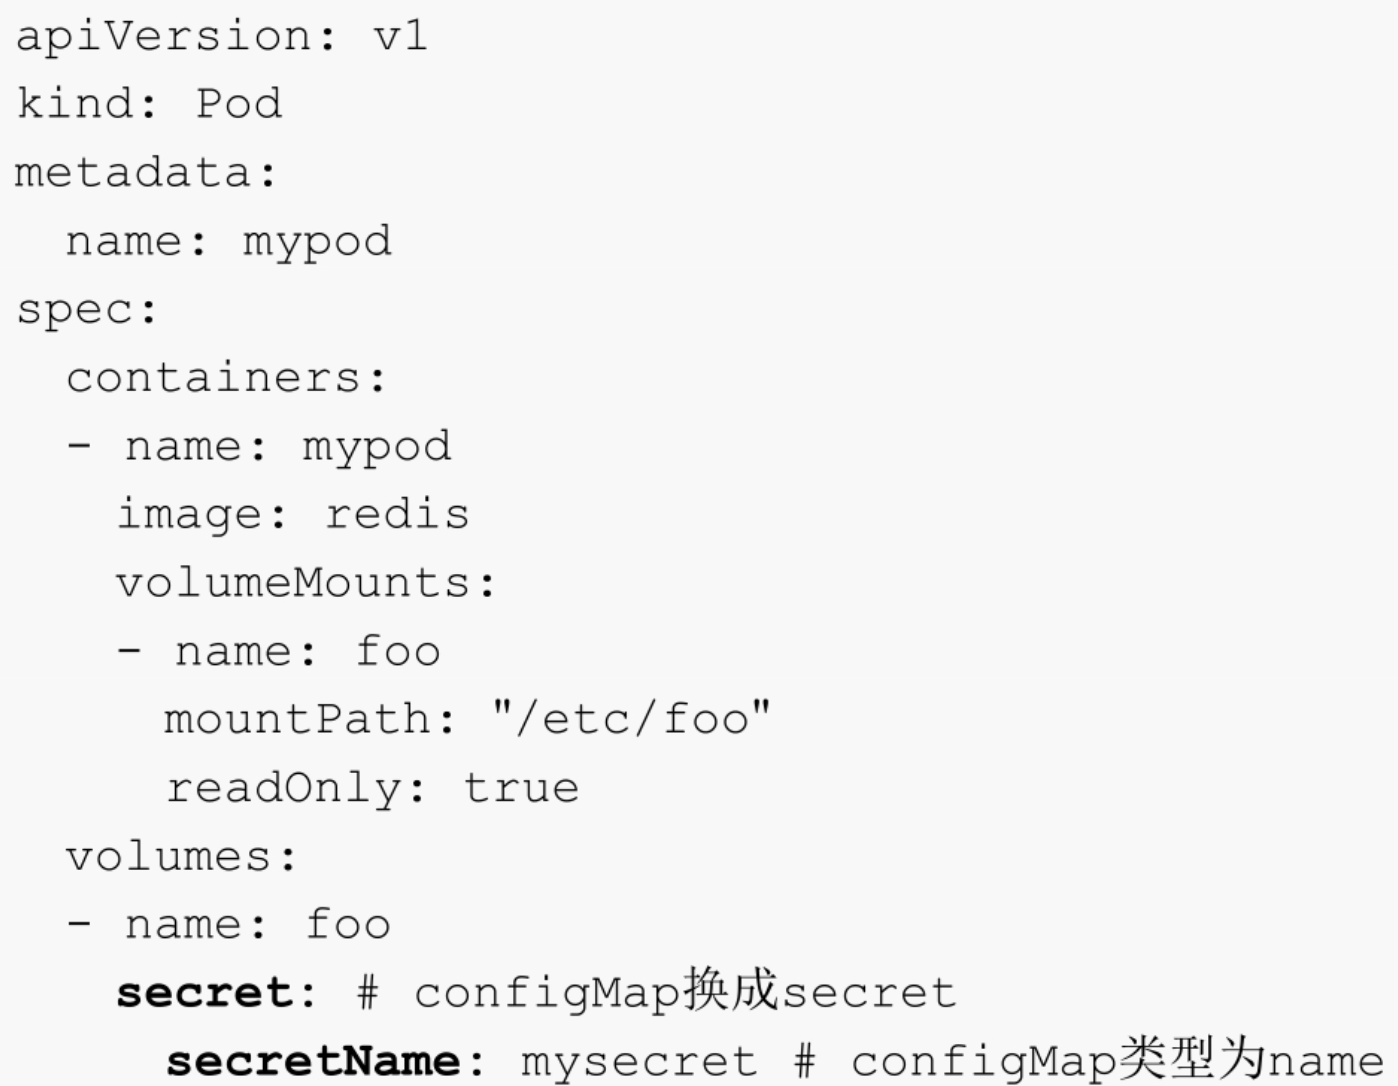 apiVersion: v1
kind: Pod
metadata:
  name: mypod
spec:
  containers:
  - name: mypod
    image: redis
    volumeMounts:
    - name: foo
      mountPath: "/etc/foo"
      readOnly: true
  volumes:
  - name: foo
    secret: # configMap换成secret
      secretName: mysecret # configMap类型为name